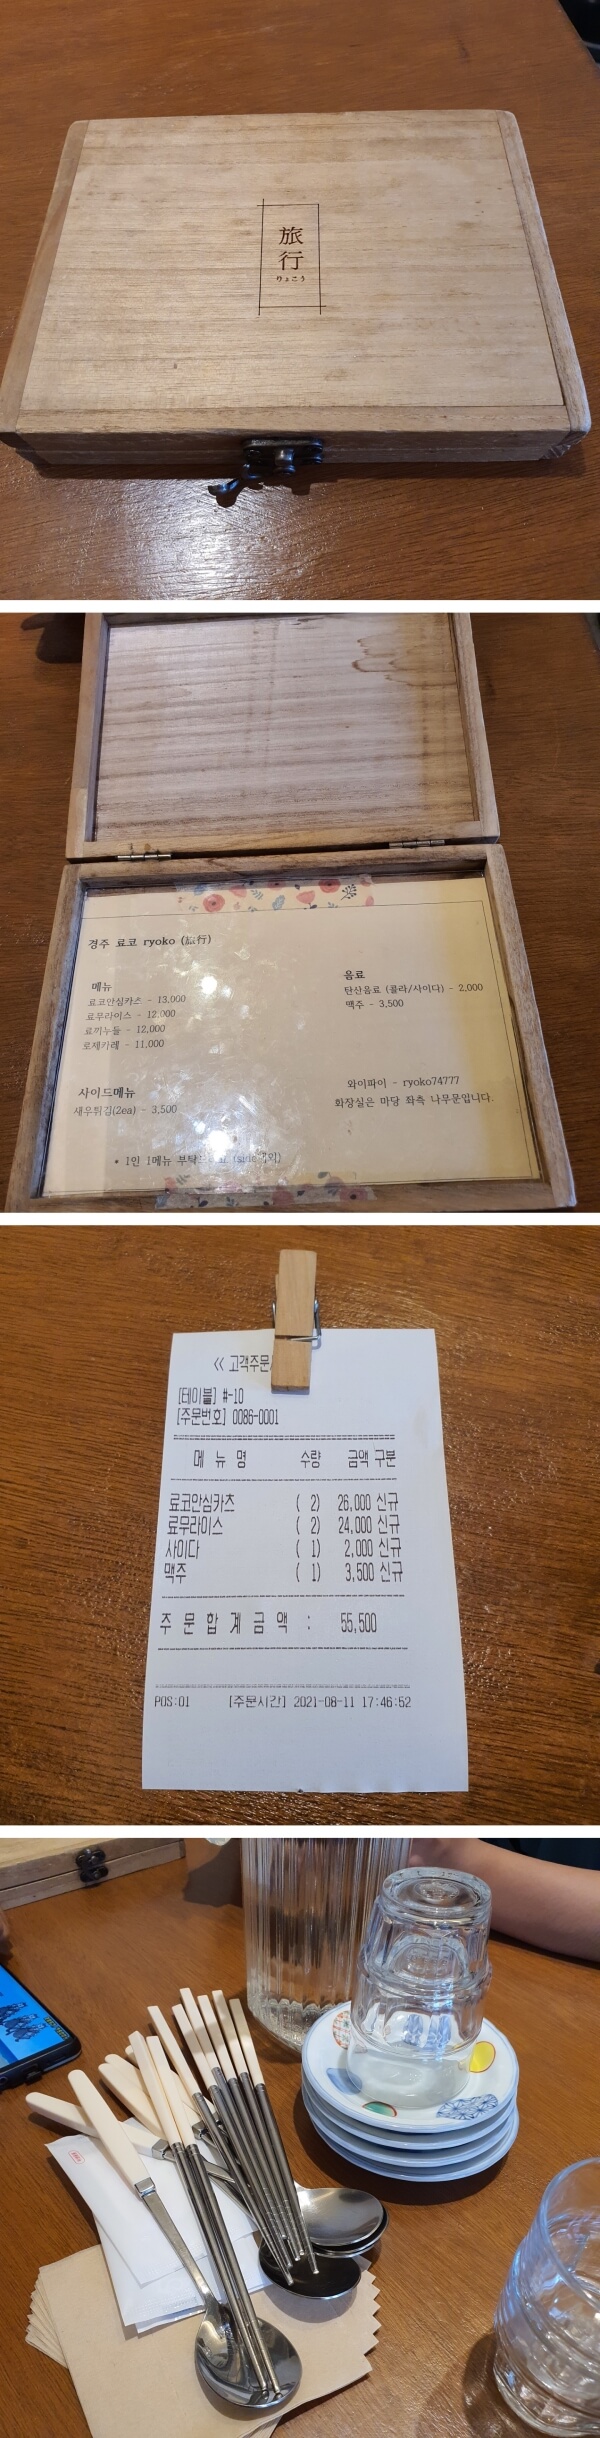 旅
行
りょこう
경주 료코 ryoko (旅行)
메뉴
료코안심카츠 - 13,000
료무라이스 - 12,000
료끼누들 - 12,000
로제카레 - 11,000
사이드메뉴
새우튀김(2ea) - 3,500
음료
탄산음료 (콜라/사이다) - 2,000
맥주 - 3,500
와이파이 - ryoko74777
화장실은 마당 좌측 나무문입니다.
* 1인 1메뉴
<< 고객주문
[테이블] #-10
[주문번호] 0086-0001
메 뉴 명 수량 금액 구분
료코안심카츠 ( 2) 26,000 신규
료무라이스 ( 2) 24,000 신규
사이다 ( 1) 2,000 신규
맥주 ( 1) 3,500 신규
주 문 합 계 금 액 : 55,500
POS:01 [주문시간] 2021-08-11 17:46:52